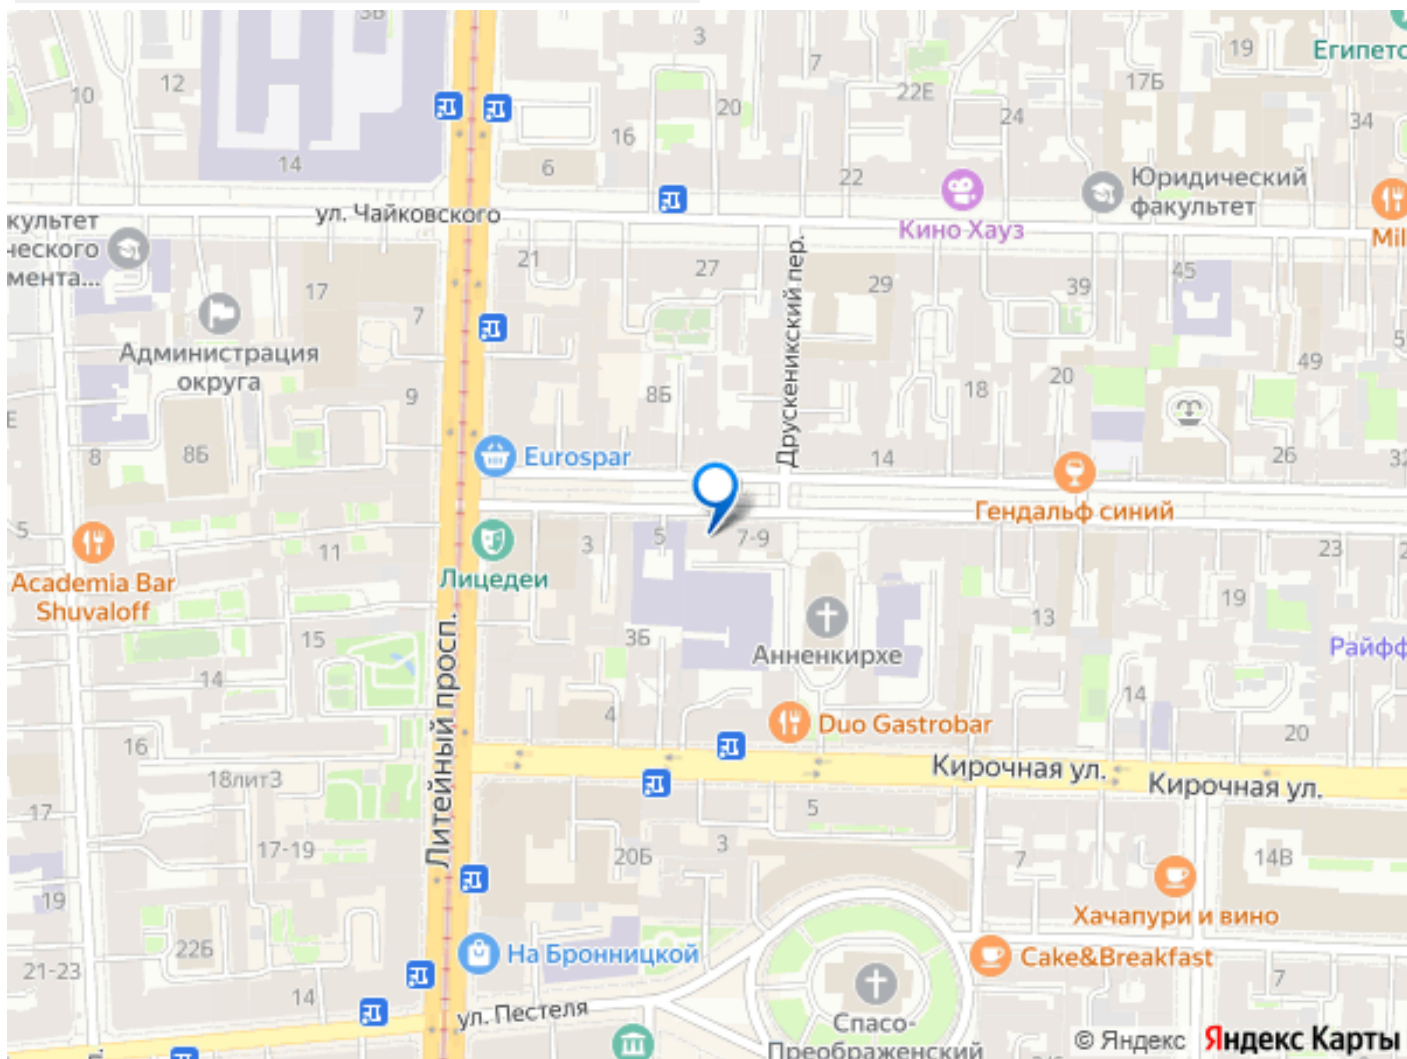 3Б
3
7
19
Египетс
10
12
20
22Е
17Б
24
34
16
14
6
22
Юридический
факультет
культет
ческого
мента...
ул. Чайковского
Кино Хауз
Mil
21
27
29
39
45
17
7
Друскеникский пер.
Администрация
округа
49
5
8Б
18
20
9
8
8Б
Eurospar
14
26
32
5
Гендальф синий
3
5
7-9
23
2
11
Лицедеи
Academia Bar
Shuvaloff
19
13
15
3Б
Анненкирхе
Райфф
14
14
4
Duo Gastrobar
20
16
Литейный просп.
Кирочная ул.
Кирочная ул.
18лит3
17
5
17-19
20Б
3
7
14В
19
Хачапури и вино
22Б
На Бронницкой
Cake&Breakfast
21-23
7
14
ул. Пестеля
Спасо-
Преображенский
© Яндекс Яндекс Карты